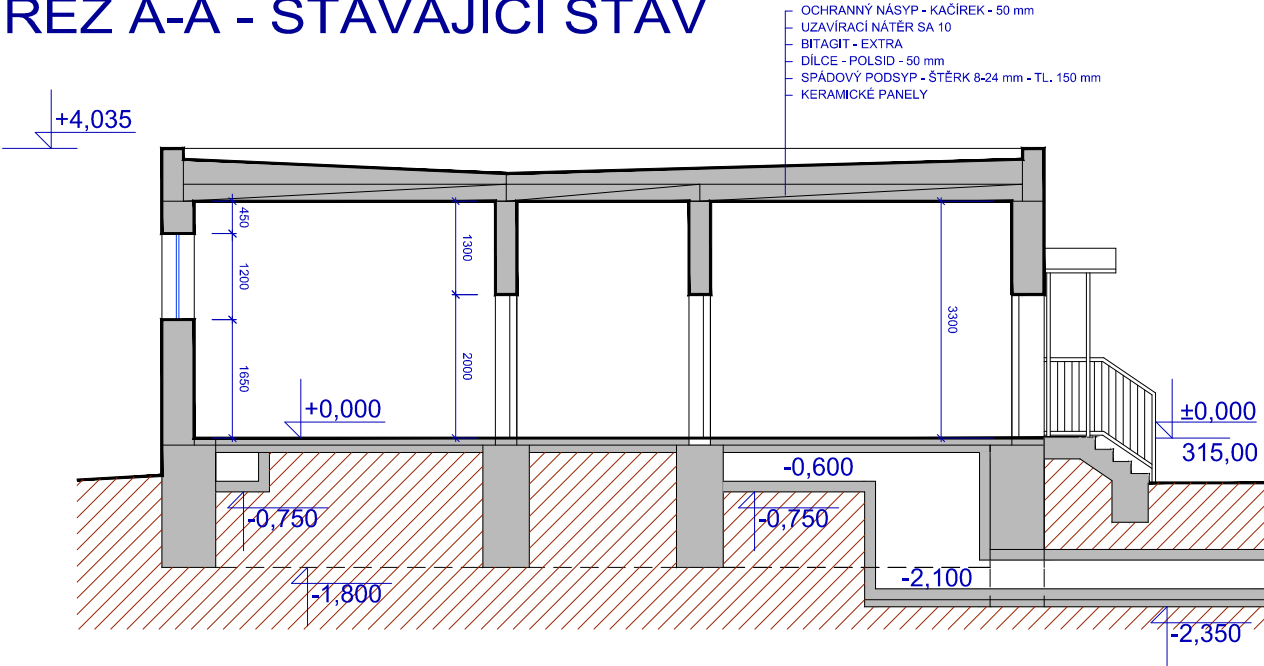 ŘEZ A-A - STÁVAJÍCÍ STAV
OCHRANNÝ NÁSYP - KAČÍREK - 50 mm
UZAVÍRACÍ NÁTĚR SA 10
BITAGIT - EXTRA
DÍLCE - POLSID - 50 mm
SPÁDOVÝ PODSYP - ŠTĚRK 8-24 mm - TL. 150 mm
KERAMICKÉ PANELY
+4,035
450
1200
1650
1300
2000
3300
+0,000
±0,000
315,00
-0,600
-0,750
-0,750
-1,800
-2,100
-2,350